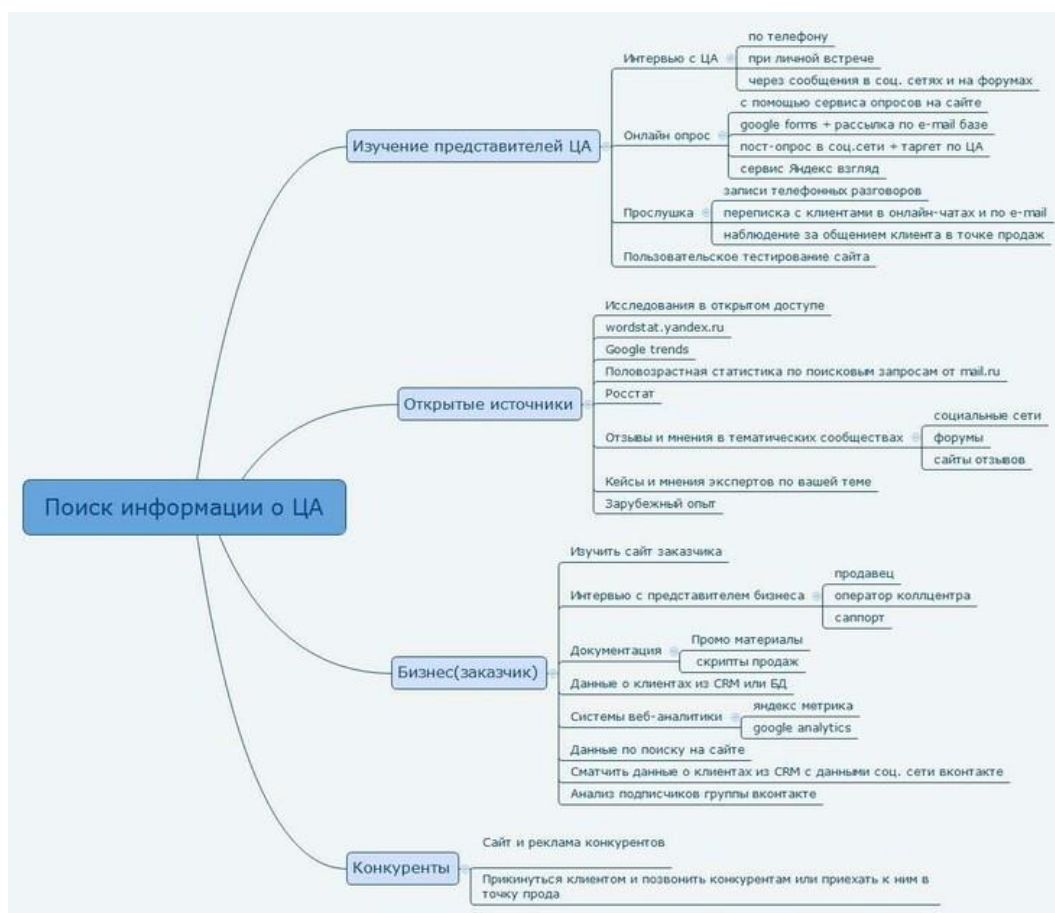 по телефону
Интервью с ЦА
при личной встрече
через сообщения в соц. сетях и на форумах
с помощью сервиса опросов на сайте
google forms + рассылка по e-mail базе
Онлайн опрос
Изучение представителей ЦА
пост-опрос в соц.сети + таргет по ЦА
сервис Яндекс взгляд
записи телефонных разговоров
Прослушка
переписка с клиентами в онлайн-чатах и по e-mail
наблюдение за общением клиента в точке продаж
Пользовательское тестирование сайта
Исследования в открытом доступе
wordstat.yandex.ru
Google trends
Половозрастная статистика по поисковым запросам от mail.ru
Росстат
Открытые источники
социальные сети
Отзывы и мнения в тематических сообществах
форумы
сайты отзывов
Кейсы и мнения экспертов по вашей теме
Зарубежный опыт
Поиск информации о ЦА
Изучить сайт заказчика
продавец
Интервью с представителем бизнеса
оператор коллцентра
саппорт
Промо материалы
Документация
скрипты продаж
Бизнес(заказчик)
Данные о клиентах из CRM или БД
яндекс метрика
Системы веб-аналитики
google analytics
Данные по поиску на сайте
Сматчить данные о клиентах из CRM с данными соц. сети вконтакте
Анализ подписчиков группы вконтакте
Сайт и реклама конкурентов
Конкуренты
Прикинуться клиентом и позвонить конкурентам или приехать к ним в
точку прода